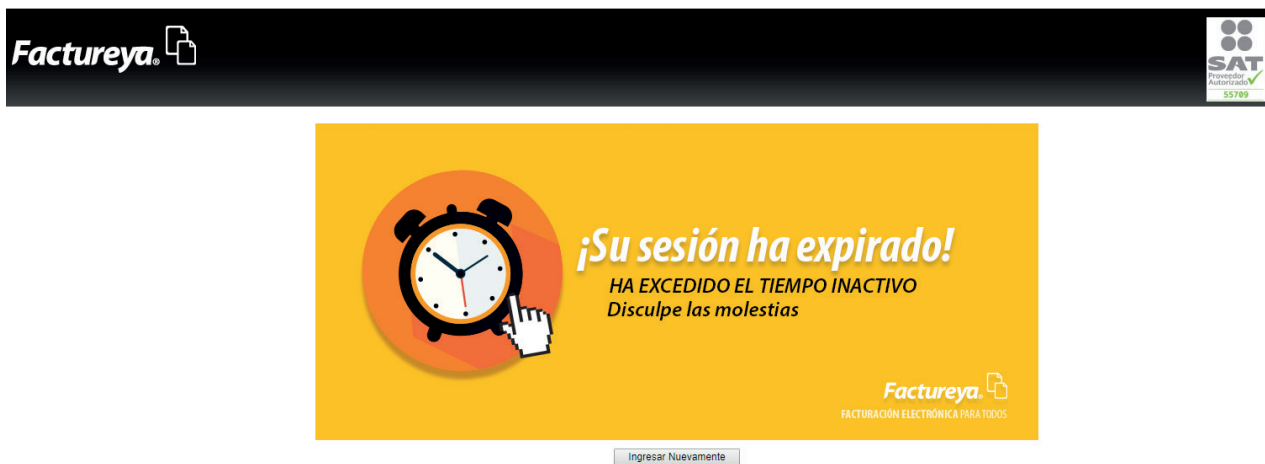 Factureya®
SAT
Proveedor
Autorizado
55709
¡Su sesión ha expirado!
HA EXCEDIDO EL TIEMPO INACTIVO
Disculpe las molestias
Factureya®
FACTURACIÓN ELECTRÓNICA PARA TODOS
Ingresar Nuevamente